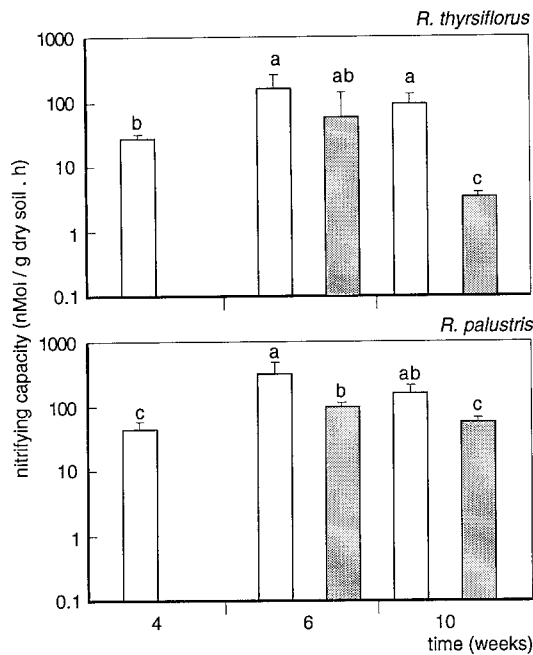 R. thyrsiflorus
1000
100
10
1
0.1
b
a
ab
a
c
nitrifying capacity (nMol / g dry soil . h)
R. palustris
1000
100
10
1
0.1
c
a
b
ab
c
4 6 10
time (weeks)